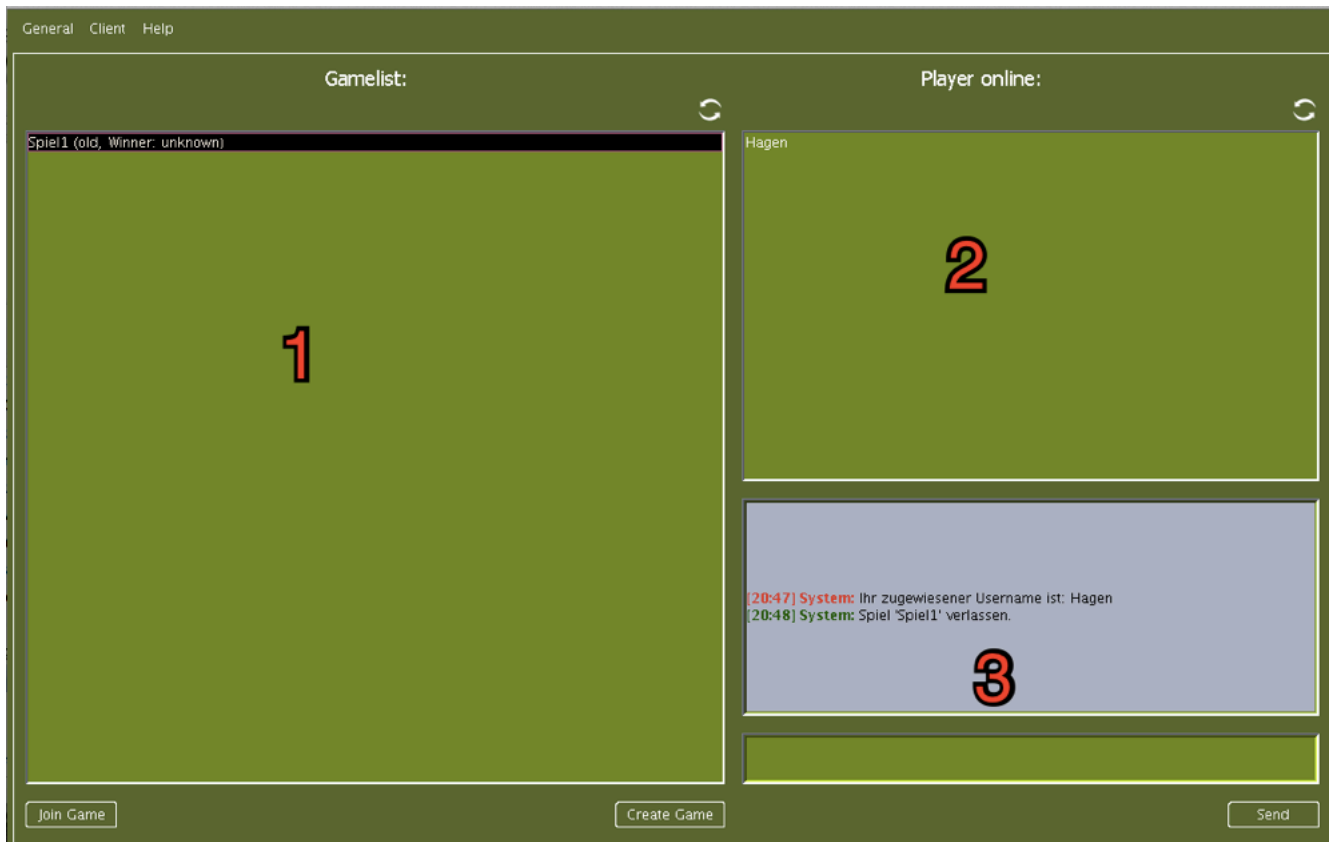 General Client Help
Gamelist:
Spiel1 (old, Winner: unknown)
1
Join Game
Create Game
Player online:
Hagen
2
[20:47] System: Ihr zugewiesener Username ist: Hagen
[20:48] System: Spiel 'Spiel1' verlassen.
3
Send